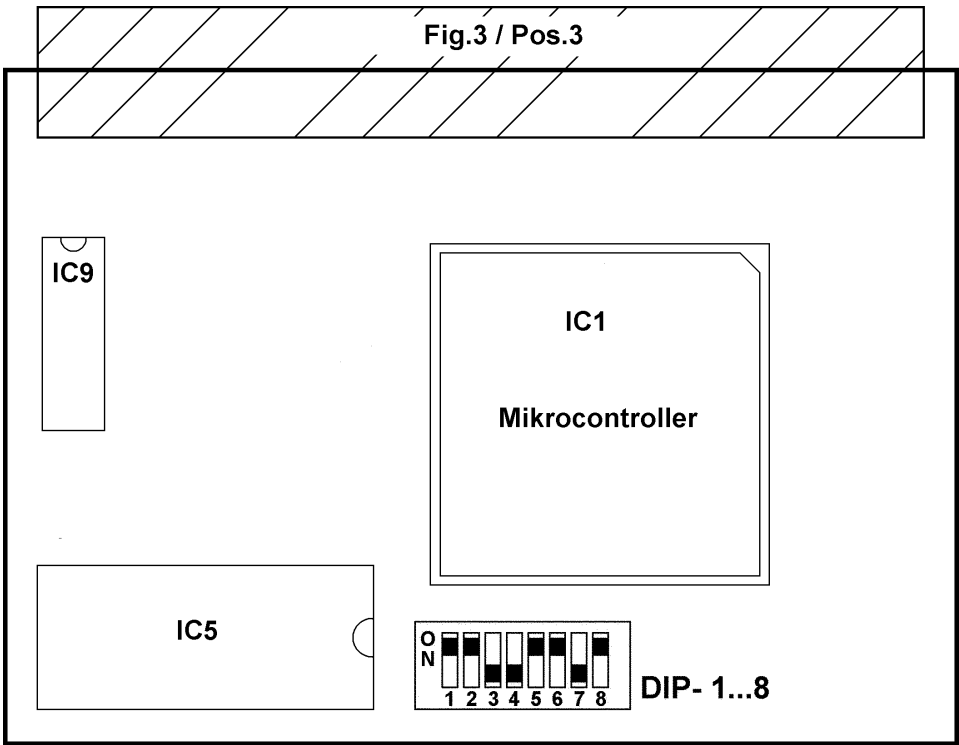 Fig.3 / Pos.3
IC9
IC1
Mikrocontroller
IC5
ON
1 2 3 4 5 6 7 8
DIP- 1...8